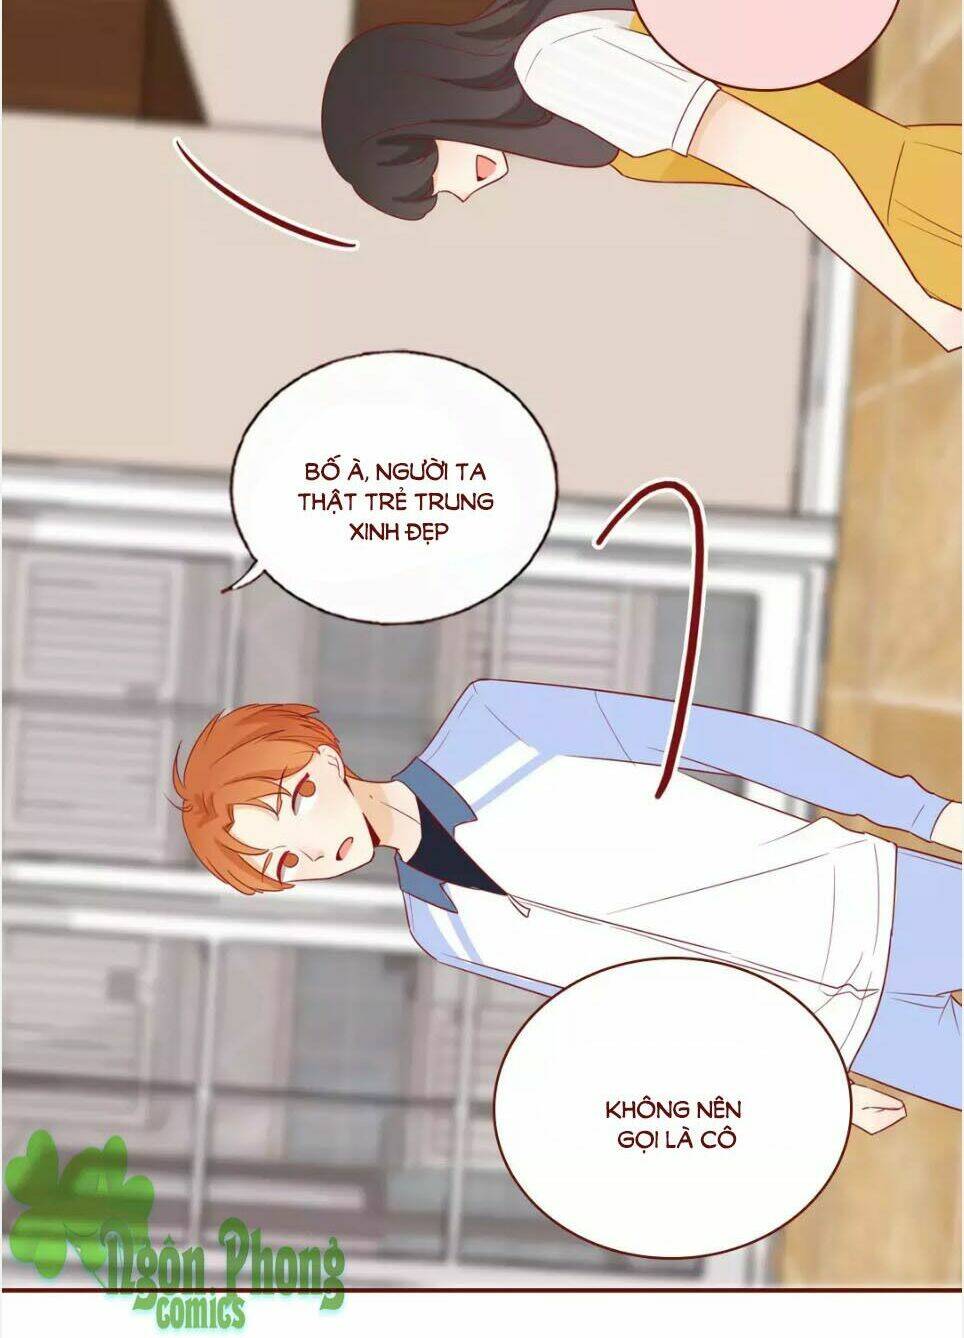 BỐ À, NGƯỜI TA
THẬT TRẺ TRUNG
XINH ĐẸP
KHÔNG NÊN
GỌI LÀ CÔ
Ngôn Phong
comics